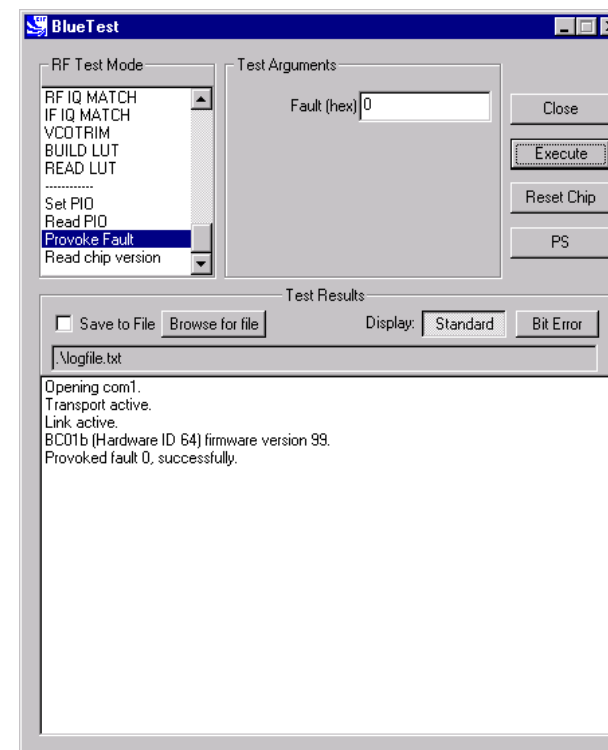 BlueTest
RF Test Mode
RF IQ MATCH
IF IQ MATCH
VCOTRIM
BUILD LUT
READ LUT
------------
Set PIO
Read PIO
Provoke Fault
Read chip version
Test Arguments
Fault (hex) 0
Close
Execute
Reset Chip
PS
Test Results
Save to File Browse for file Display: Standard Bit Error
.\logfile.txt
Opening com1.
Transport active.
Link active.
BC01b (Hardware ID 64) firmware version 99.
Provoked fault 0, successfully.